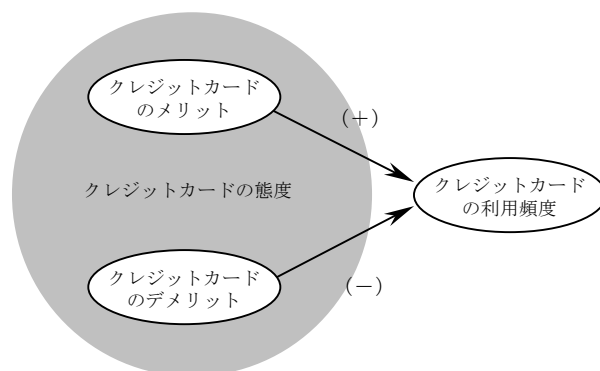 クレジットカード
のメリット
（＋）
クレジットカードの態度
クレジットカード
の利用頻度
クレジットカード
のデメリット
（－）